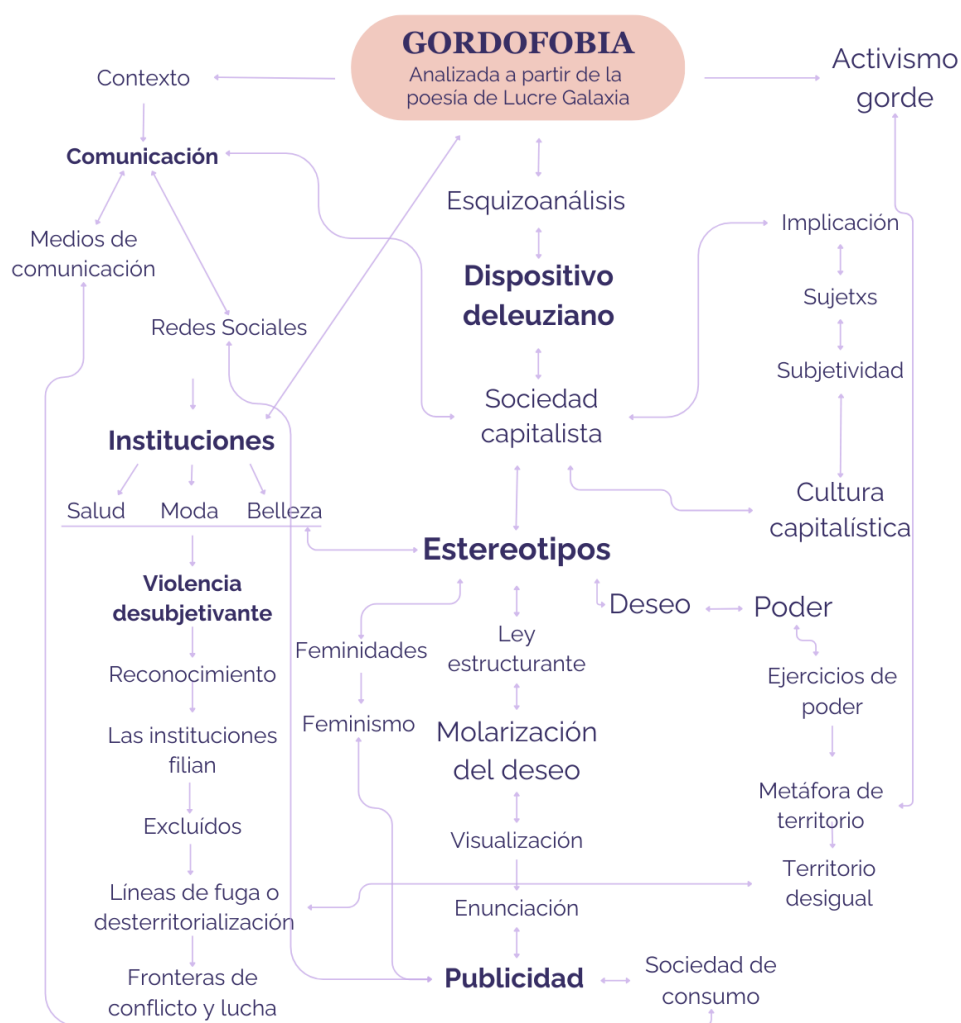 GORDOFOBIA
Analizada a partir de la
poesía de Lucre Galaxia
Contexto
Activismo
gorde
Comunicación
Esquizoanálisis
Implicación
Medios de
comunicación
Dispositivo
deleuziano
Sujetxs
Redes Sociales
Subjetividad
Sociedad
capitalista
Instituciones
Salud
Moda
Belleza
Cultura
capitalística
Estereotipos
Violencia
desubjetivante
Deseo
Poder
Feminidades
Ley
estructurante
Reconocimiento
Ejercicios de
poder
Feminismo
Las instituciones
filian
Molarización
del deseo
Metáfora de
territorio
Excluídos
Visualización
Territorio
desigual
Líneas de fuga o
desterritorialización
Enunciación
Fronteras de
conflicto y lucha
Publicidad
Sociedad de
consumo